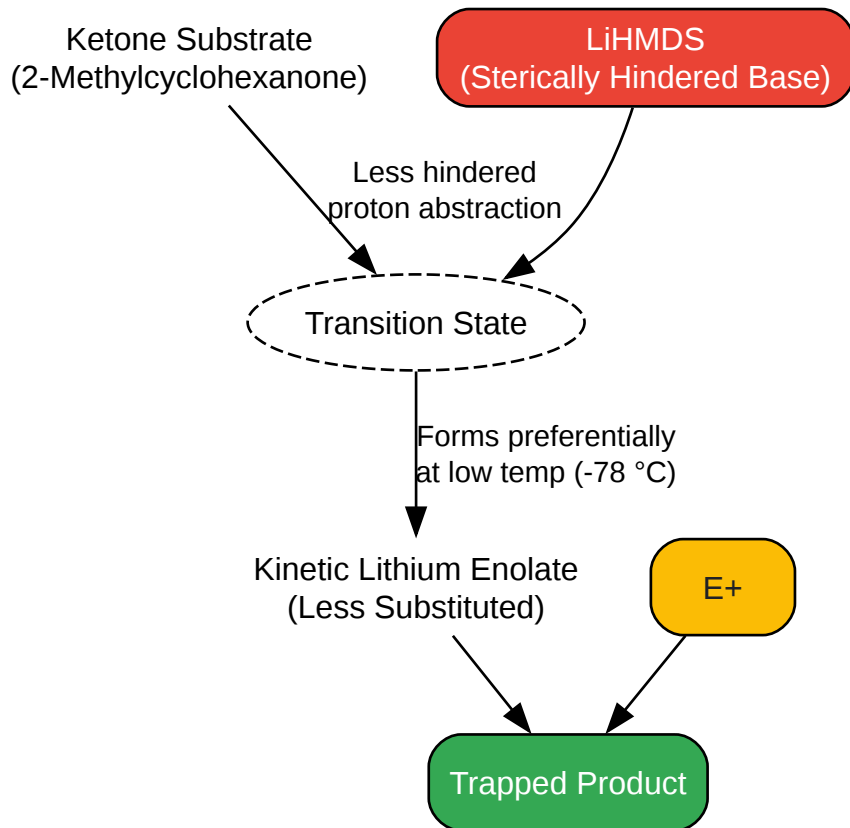 Ketone Substrate
(2-Methylcyclohexanone)
LiHMDS
(Sterically Hindered Base)
Less hindered
proton abstraction
Transition State
Forms preferentially
at low temp (-78 °C)
Kinetic Lithium Enolate
(Less Substituted)
E+
Trapped Product